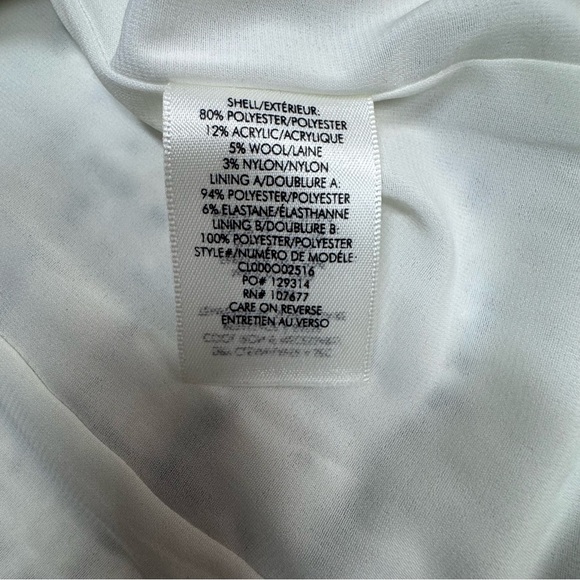 SHELL/EXTÉRIEUR:
80% POLYESTER/POLYESTER
12% ACRYLIC/ACRYLIQUE
5% WOOL/LAINE
3% NYLON/NYLON
LINING A/DOUBLURE A:
94% POLYESTER/POLYESTER
6% ELASTANE/ÉLASTHANNE
LINING B/DOUBLURE B:
100% POLYESTER/POLYESTER
STYLE#/NUMÉRO DE MODÈLE
CL000O02516
PO# 129314
RN# 107677
CARE ON REVERSE
ENTRETIEN AU VERSO